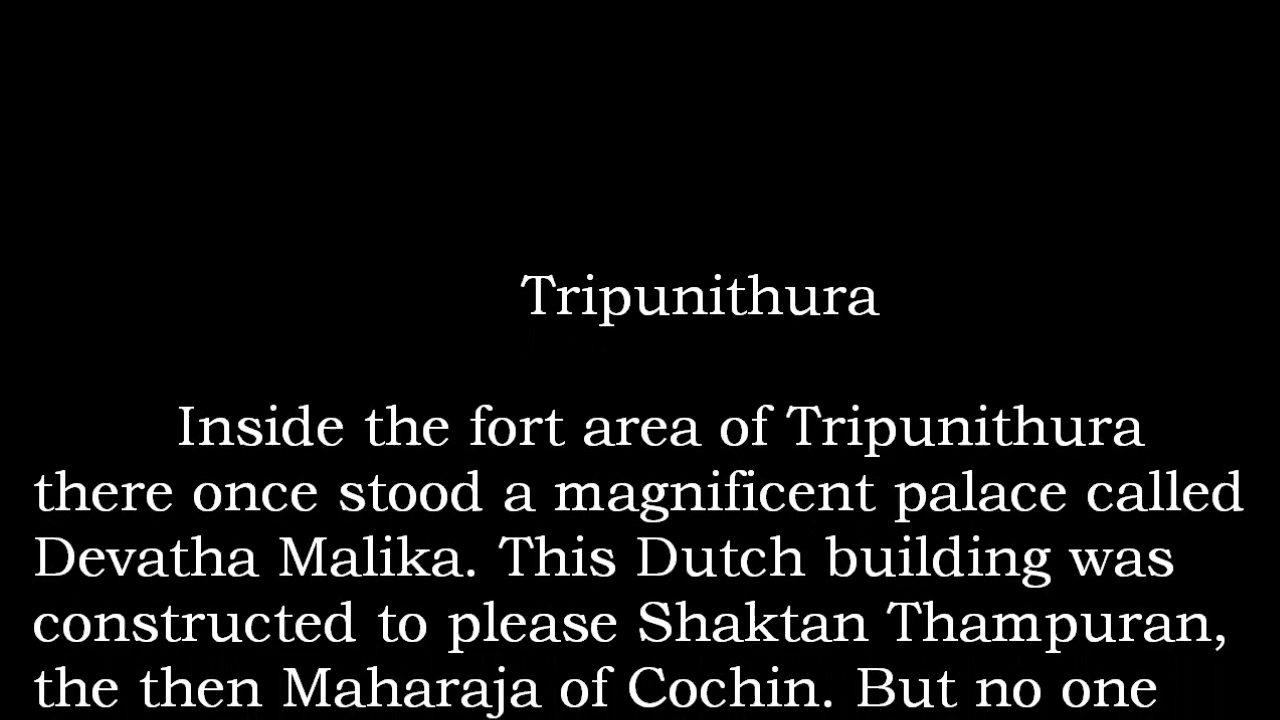 Tripunithura
Inside the fort area of Tripunithura
there once stood a magnificent palace called
Devatha Malika. This Dutch building was
constructed to please Shaktan Thampuran,
the then Maharaja of Cochin. But no one